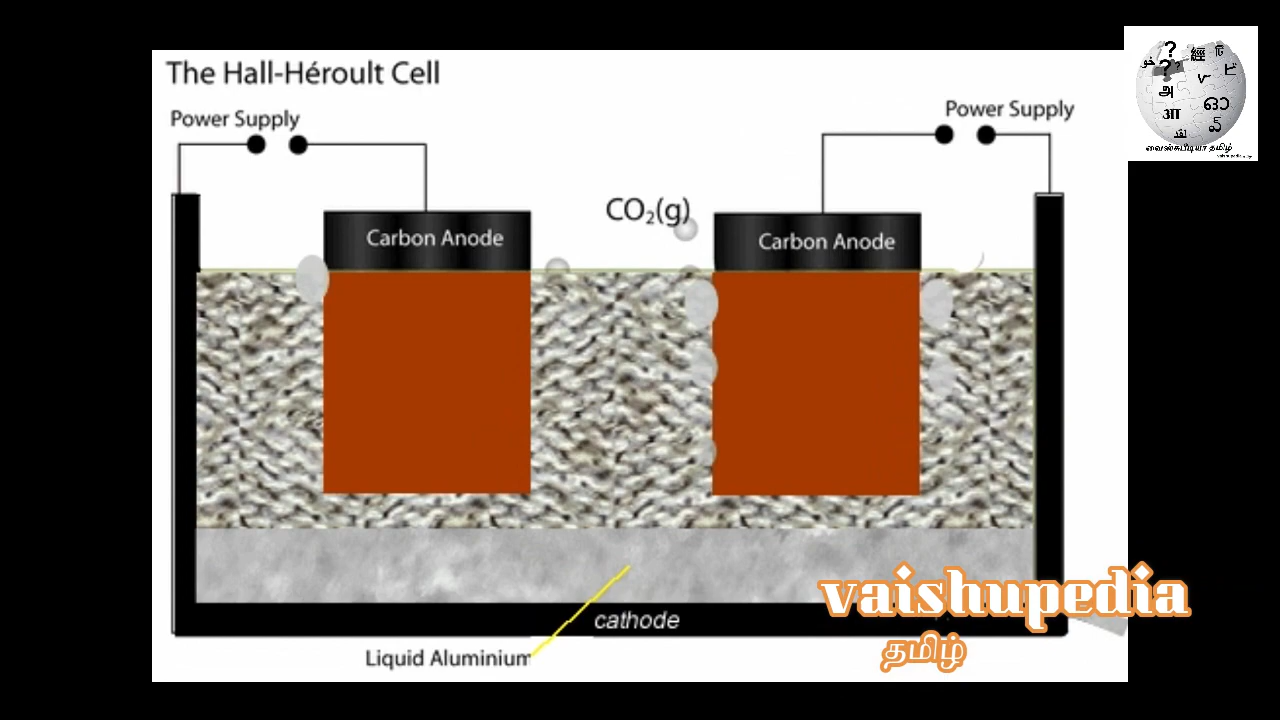 The Hall-Héroult Cell
Power Supply
Power Supply
CO₂(g)
Carbon Anode
Carbon Anode
cathode
Liquid Aluminium
vaishupedia
தமிழ்